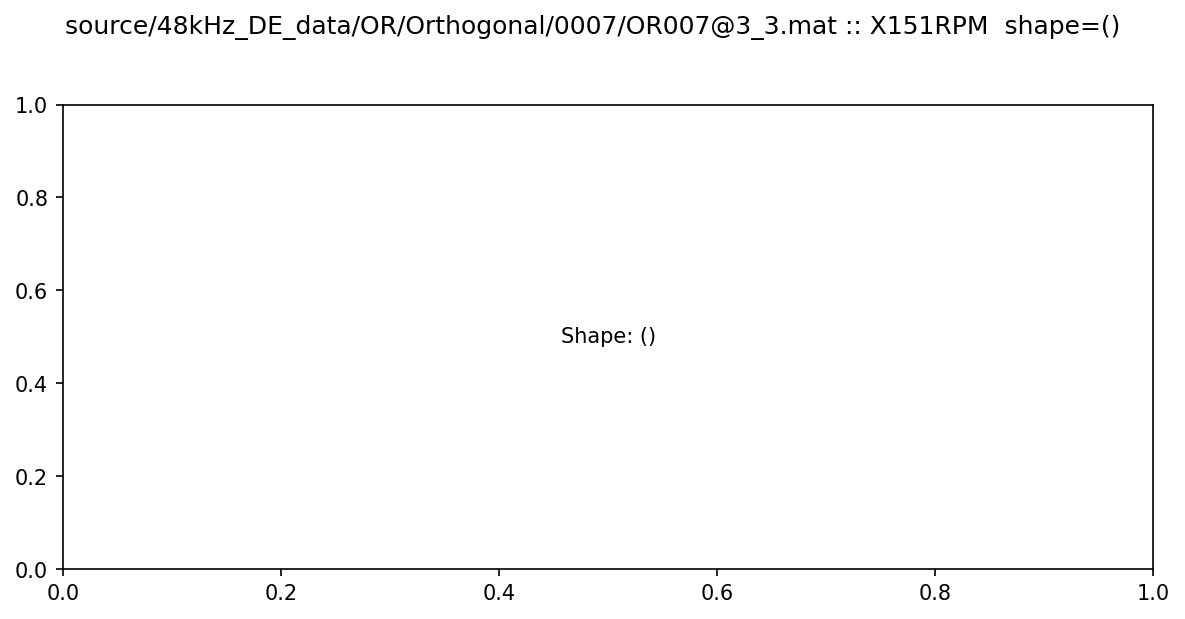 source/48kHz_DE_data/OR/Orthogonal/0007/OR007@3_3.mat :: X151RPM  shape=()
1.0
0.8
0.6
Shape: ()
0.4
0.2
0.0
0.0 0.2 0.4 0.6 0.8 1.0